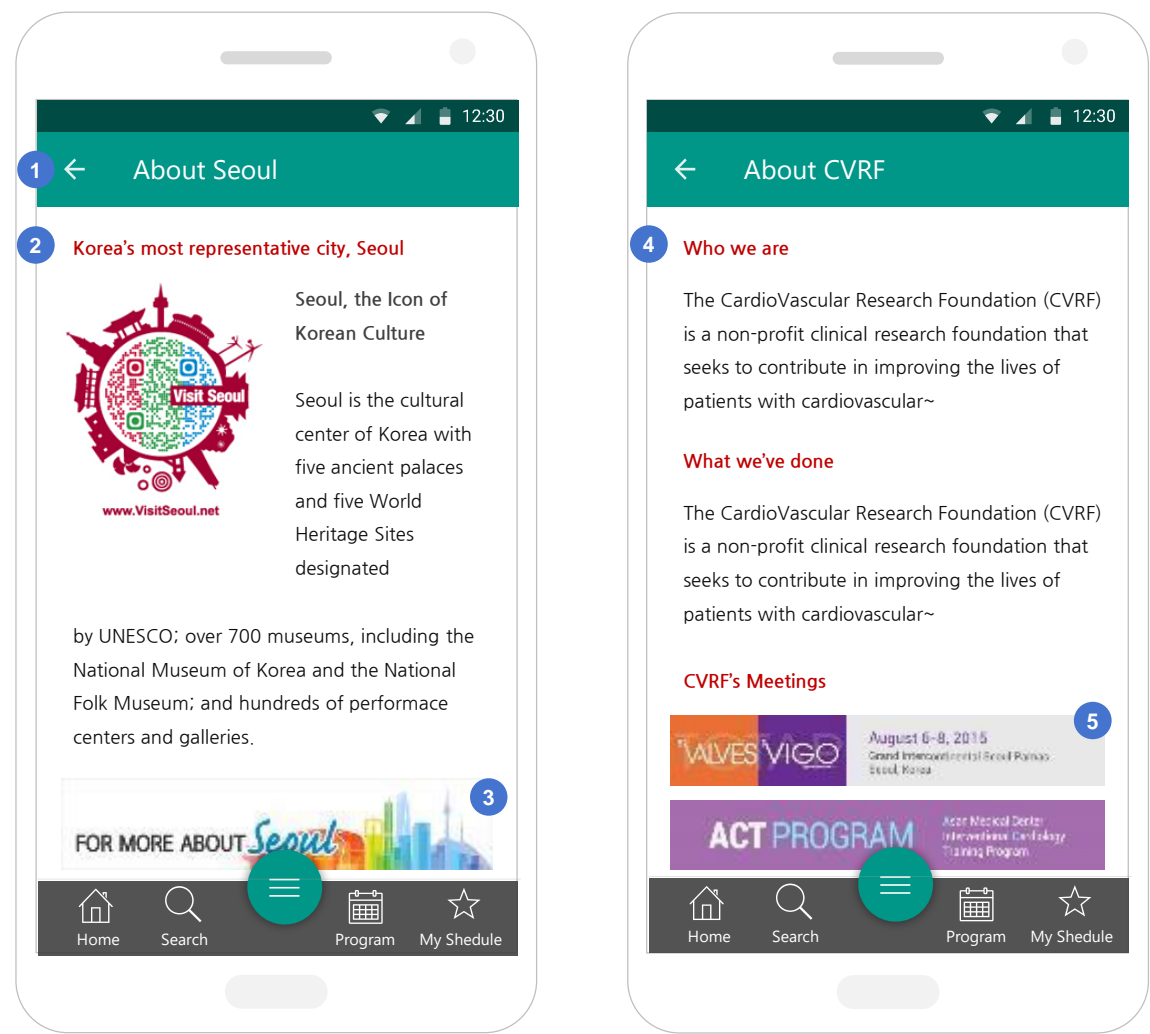 12:30
1
About Seoul
2
Korea's most representative city, Seoul
Visit Seoul
www.VisitSeoul.net
Seoul, the Icon of
Korean Culture
Seoul is the cultural
center of Korea with
five ancient palaces
and five World
Heritage Sites
designated
by UNESCO; over 700 museums, including the
National Museum of Korea and the National
Folk Museum; and hundreds of performace
centers and galleries.
3
FOR MORE ABOUT Seoul
Home
Search
Program
My Shedule
12:30
About CVRF
4
Who we are
The CardioVascular Research Foundation (CVRF)
is a non-profit clinical research foundation that
seeks to contribute in improving the lives of
patients with cardiovascular~
What we've done
The CardioVascular Research Foundation (CVRF)
is a non-profit clinical research foundation that
seeks to contribute in improving the lives of
patients with cardiovascular~
CVRF's Meetings
5
VALVES VIGO
August 6-8, 2015
Grand Intercontinental Seoul Parnas
Seoul, Korea
ACT PROGRAM
Asan Medical Center
Interventional Cardiology
Training Program
Home
Search
Program
My Shedule